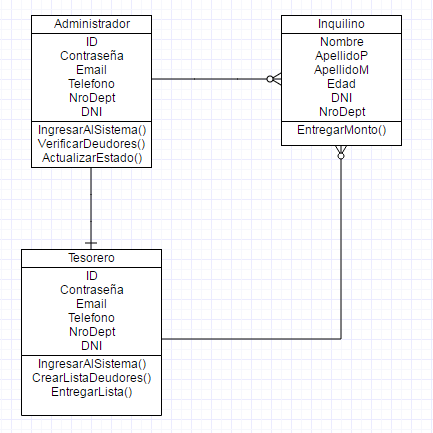 Administrador
ID
Contraseña
Email
Telefono
NroDept
DNI
IngresarAlSistema()
VerificarDeudores()
ActualizarEstado()
Inquilino
Nombre
ApellidoP
ApellidoM
Edad
DNI
NroDept
EntregarMonto()
Tesorero
ID
Contraseña
Email
Telefono
NroDept
DNI
IngresarAlSistema()
CrearListaDeudores()
EntregarLista()